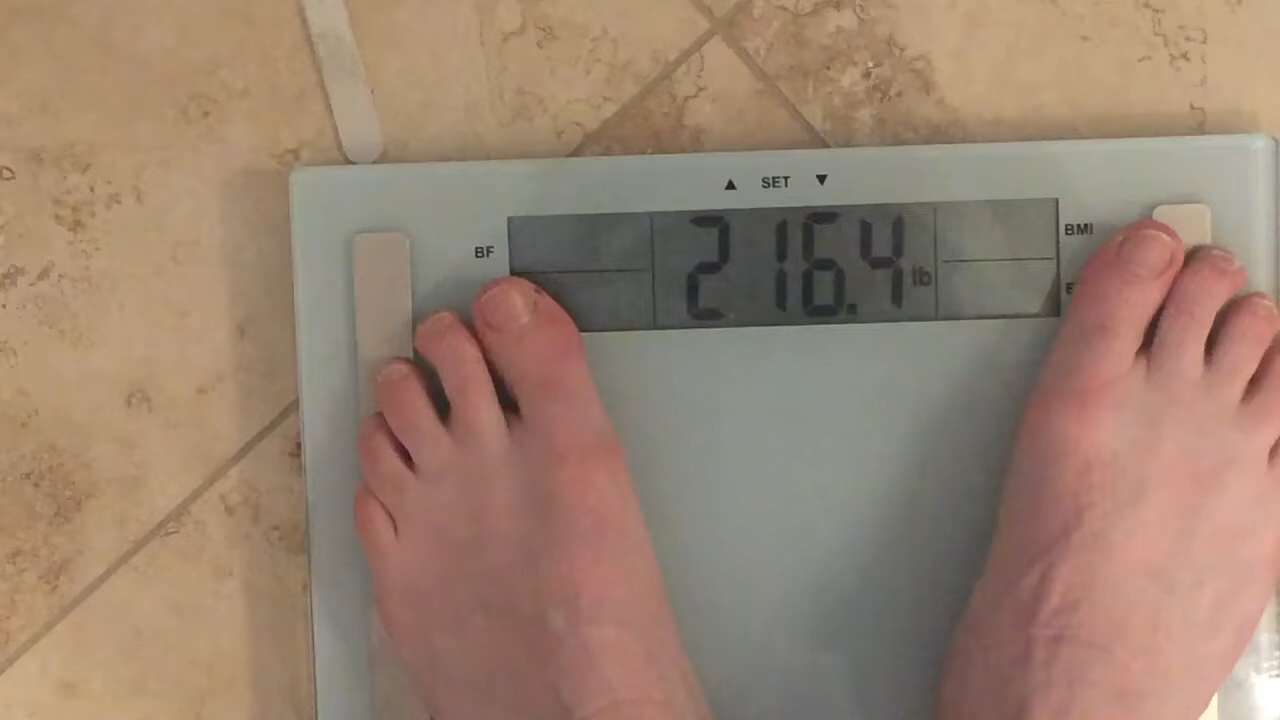 ▲ SET ▼
BF
216.4 lb
BMI